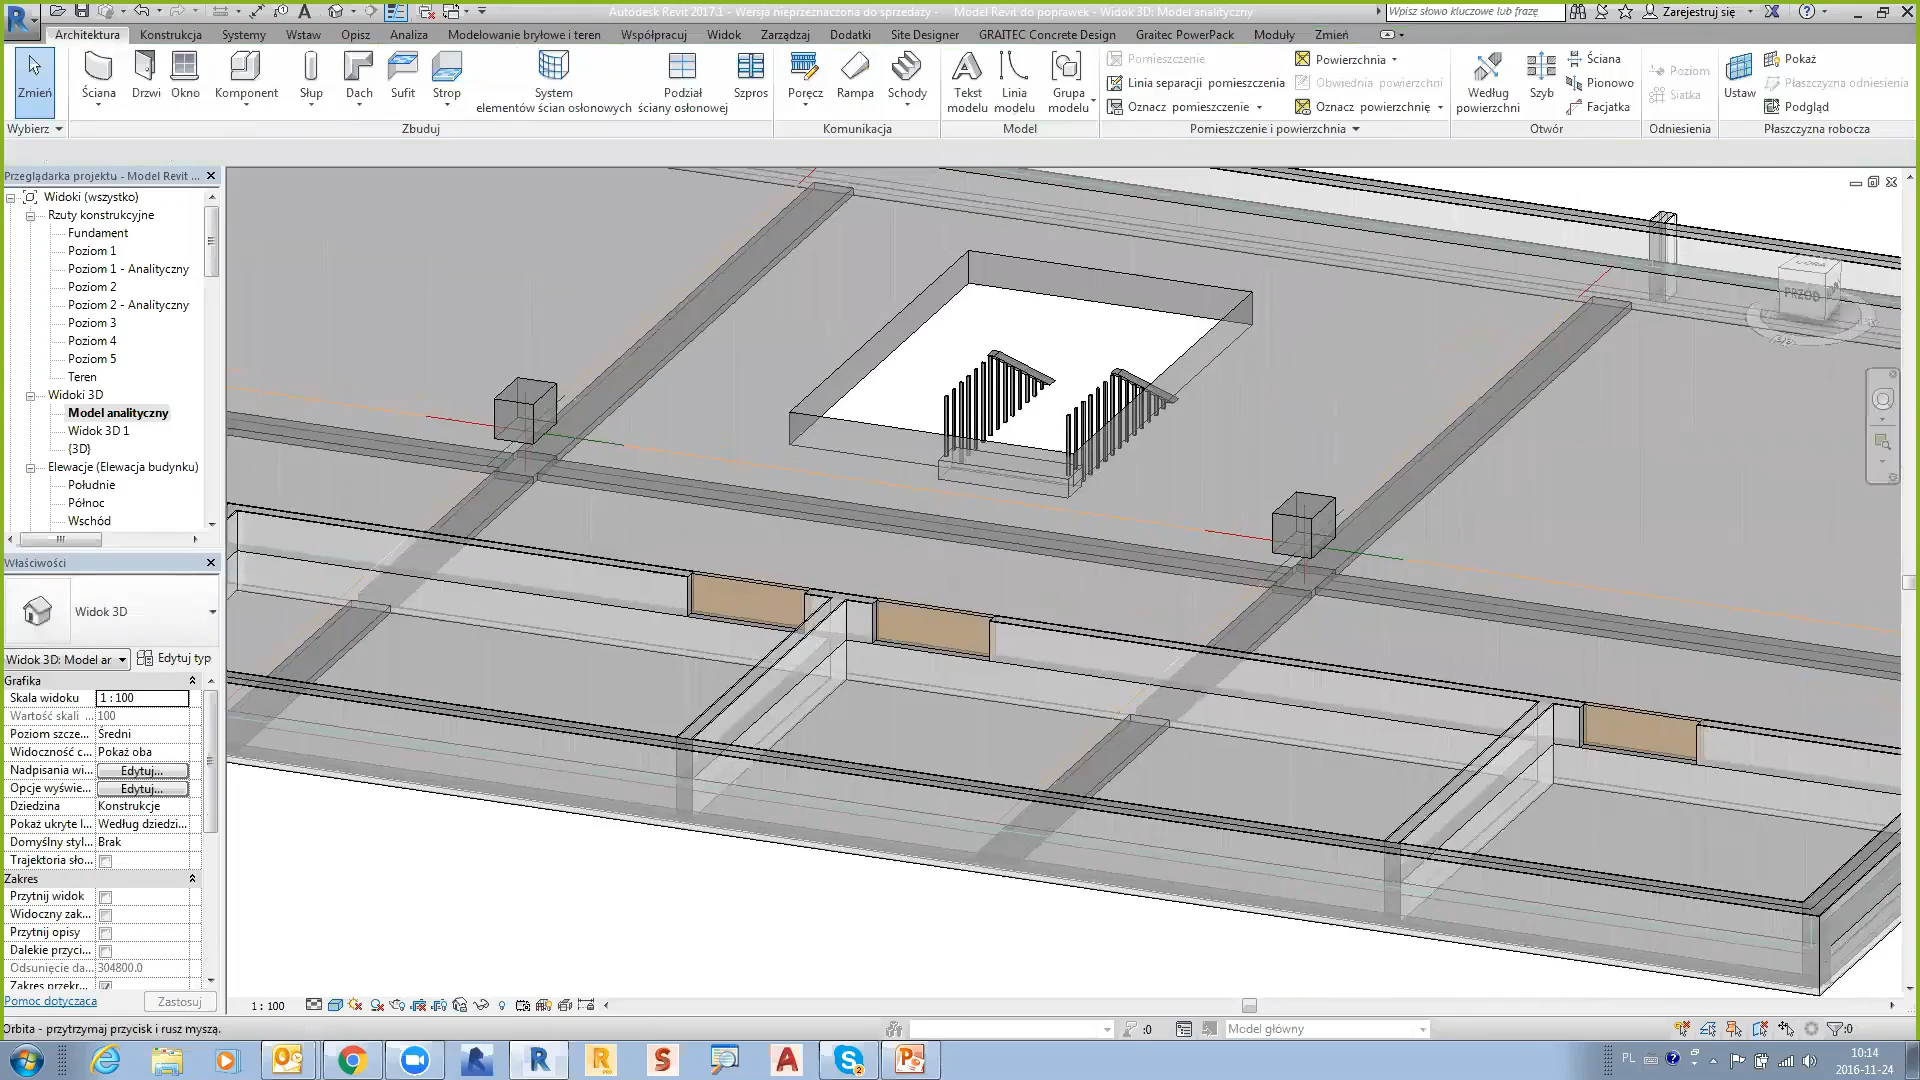 Autodesk Revit 2017.1 - Wersja nieprzeznaczona do sprzedaży - Model Revit do poprawek - Widok 3D: Model analityczny
Wpisz słowo kluczowe lub frazę
Zarejestruj się
Architektura Konstrukcja Systemy Wstaw Opisz Analiza Modelowanie bryłowe i teren Współpracuj Widok Zarządzaj Dodatki Site Designer GRAITEC Concrete Design Graitec PowerPack Moduły Zmień
Zmień
Ściana
Drzwi
Okno
Komponent
Słup
Dach
Sufit
Strop
System
elementów ścian osłonowych
Podział
ściany osłonowej
Szpros
Poręcz
Rampa
Schody
Tekst
modelu
Linia
modelu
Grupa
modelu
Pomieszczenie
Linia separacji pomieszczenia
Oznacz pomieszczenie
Powierzchnia
Obwiednia powierzchni
Oznacz powierzchnię
Według
powierzchni
Szyb
Ściana
Pionowo
Facjatka
Poziom
Siatka
Ustaw
Pokaż
Płaszczyzna odniesienia
Podgląd
Wybierz
Zbuduj
Komunikacja
Model
Pomieszczenie i powierzchnia
Otwór
Odniesienia
Płaszczyzna robocza
Przeglądarka projektu - Model Revit ...
Widoki (wszystko)
Rzuty konstrukcyjne
Fundament
Poziom 1
Poziom 1 - Analityczny
Poziom 2
Poziom 2 - Analityczny
Poziom 3
Poziom 4
Poziom 5
Teren
Widoki 3D
Model analityczny
Widok 3D 1
{3D}
Elewacje (Elewacja budynku)
Południe
Północ
Wschód
PRZÓD
Właściwości
Widok 3D
Widok 3D: Model ar
Edytuj typ
Grafika
Skala widoku 1 : 100
Wartość skali ... 100
Poziom szcze... Średni
Widoczność c... Pokaż oba
Nadpisania wi... Edytuj...
Opcje wyświe... Edytuj...
Dziedzina Konstrukcje
Pokaż ukryte l... Według dziedzi...
Domyślny styl... Brak
Trajektoria sło...
Zakres
Przytnij widok
Widoczny zak...
Przytnij opisy
Dalekie przyci...
Odsunięcie da... 304800.0
Zakres przekr...
Pomoc dotycząca
Zastosuj
1 : 100
Orbita - przytrzymaj przycisk i rusz myszą.
:0
Model główny
:0
PL
10:14
2016-11-24